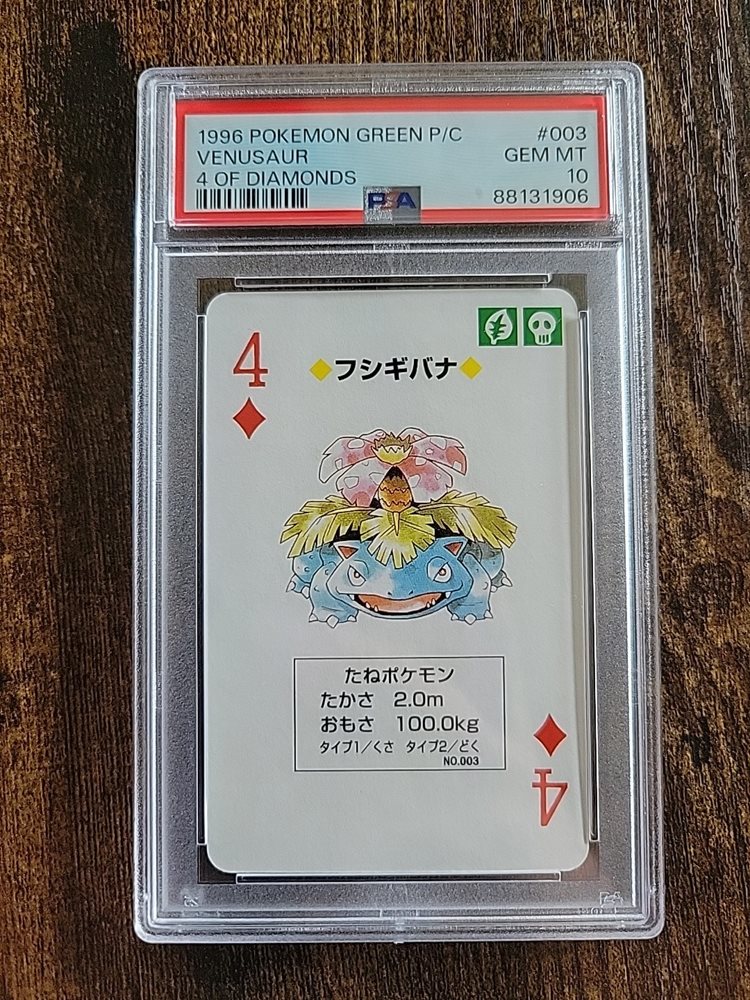 1996 POKEMON GREEN P/C #003
VENUSAUR GEM MT
4 OF DIAMONDS 10
PSA 88131906
4
フシギバナ
たねポケモン
たかさ 2.0m
おもさ 100.0kg
タイプ1/くさ タイプ2/どく
NO.003
4